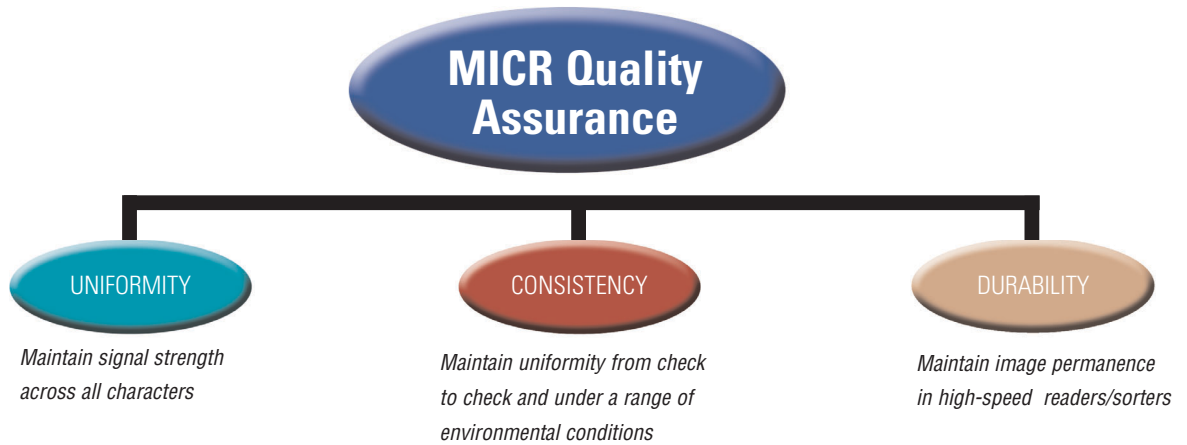 MICR Quality
Assurance
UNIFORMITY
Maintain signal strength
across all characters
CONSISTENCY
Maintain uniformity from check
to check and under a range of
environmental conditions
DURABILITY
Maintain image permanence
in high-speed readers/sorters